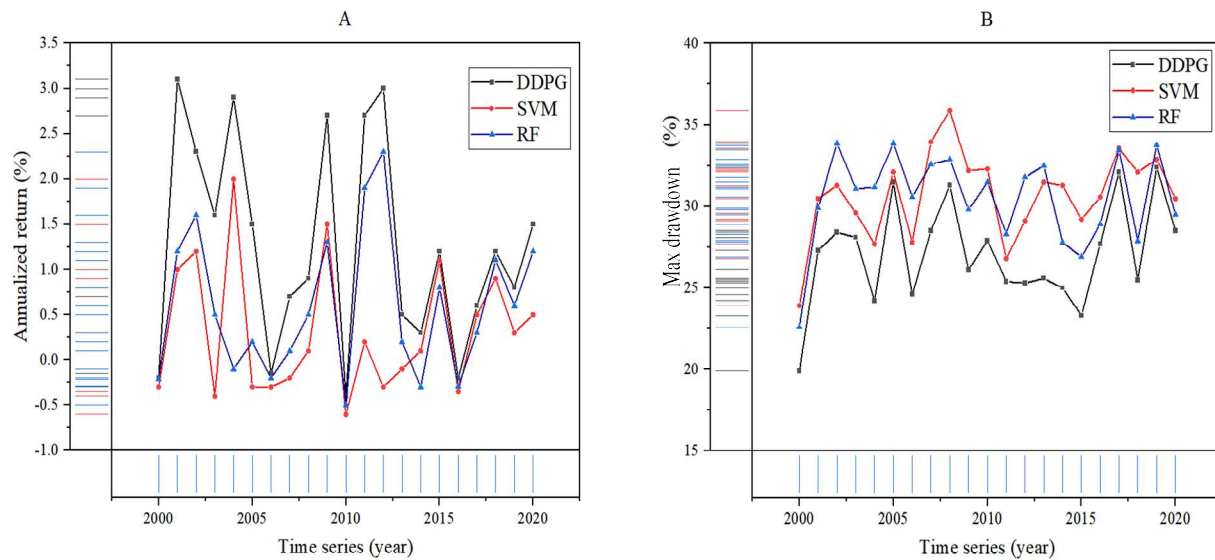 A
Annualized return (%)
3.5
3.0
2.5
2.0
1.5
1.0
0.5
0.0
-0.5
-1.0
DDPG
SVM
RF
2000
2005
2010
2015
2020
Time series (year)
B
Max drawdown (%)
40
35
30
25
20
15
DDPG
SVM
RF
2000
2005
2010
2015
2020
Time series (year)